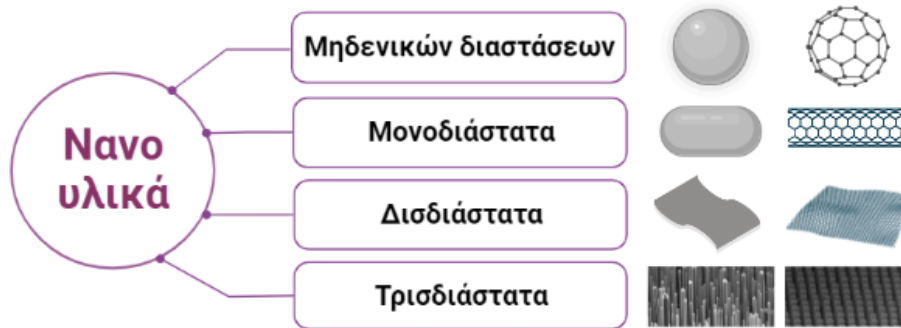 Νανο
υλικά
Μηδενικών διαστάσεων
Μονοδιάστατα
Δισδιάστατα
Τρισδιάστατα